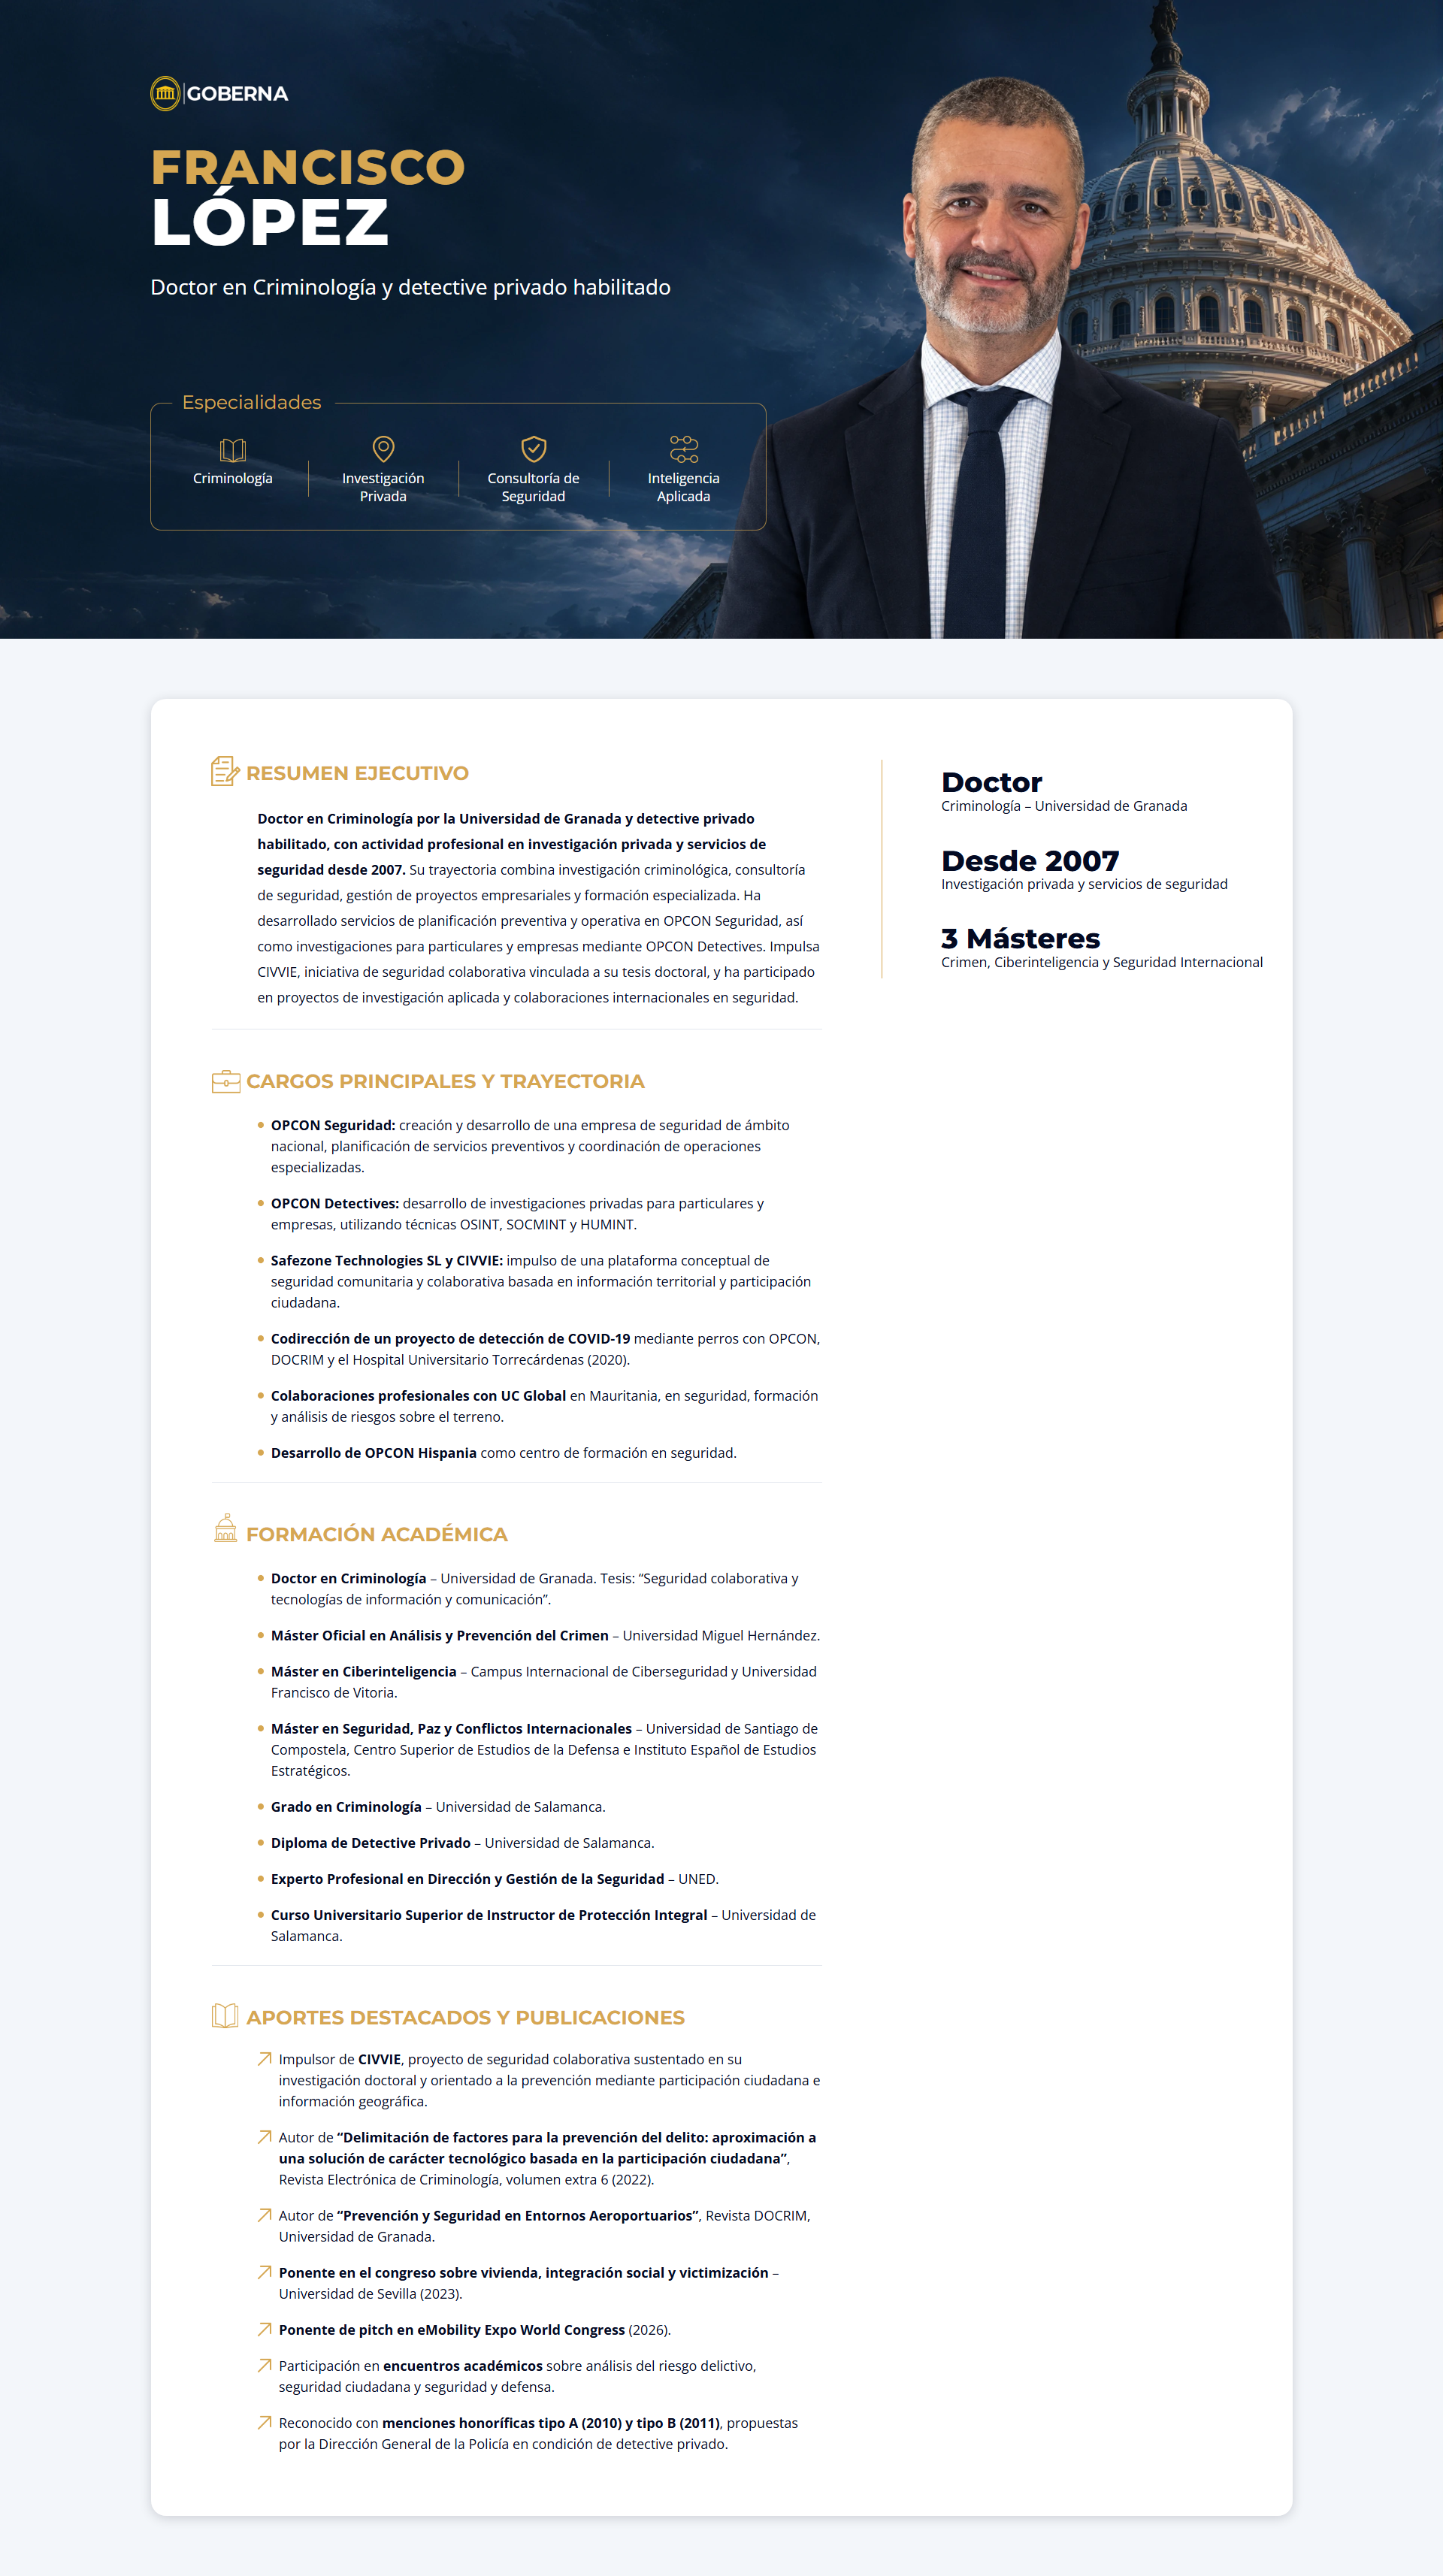 GOBERNA
FRANCISCO
LÓPEZ
Doctor en Criminología y detective privado habilitado
Especialidades
Criminología
Investigación
Privada
Consultoría de
Seguridad
Inteligencia
Aplicada
RESUMEN EJECUTIVO
Doctor en Criminología por la Universidad de Granada y detective privado
habilitado, con actividad profesional en investigación privada y servicios de
seguridad desde 2007. Su trayectoria combina investigación criminológica, consultoría
de seguridad, gestión de proyectos empresariales y formación especializada. Ha
desarrollado servicios de planificación preventiva y operativa en OPCON Seguridad, así
como investigaciones para particulares y empresas mediante OPCON Detectives. Impulsa
CIVVIE, iniciativa de seguridad colaborativa vinculada a su tesis doctoral, y ha participado
en proyectos de investigación aplicada y colaboraciones internacionales en seguridad.
Doctor
Criminología – Universidad de Granada
Desde 2007
Investigación privada y servicios de seguridad
3 Másteres
Crimen, Ciberinteligencia y Seguridad Internacional
CARGOS PRINCIPALES Y TRAYECTORIA
OPCON Seguridad: creación y desarrollo de una empresa de seguridad de ámbito
nacional, planificación de servicios preventivos y coordinación de operaciones
especializadas.
OPCON Detectives: desarrollo de investigaciones privadas para particulares y
empresas, utilizando técnicas OSINT, SOCMINT y HUMINT.
Safezone Technologies SL y CIVVIE: impulso de una plataforma conceptual de
seguridad comunitaria y colaborativa basada en información territorial y participación
ciudadana.
Codirección de un proyecto de detección de COVID-19 mediante perros con OPCON,
DOCRIM y el Hospital Universitario Torrecárdenas (2020).
Colaboraciones profesionales con UC Global en Mauritania, en seguridad, formación
y análisis de riesgos sobre el terreno.
Desarrollo de OPCON Hispania como centro de formación en seguridad.
FORMACIÓN ACADÉMICA
Doctor en Criminología – Universidad de Granada. Tesis: “Seguridad colaborativa y
tecnologías de información y comunicación”.
Máster Oficial en Análisis y Prevención del Crimen – Universidad Miguel Hernández.
Máster en Ciberinteligencia – Campus Internacional de Ciberseguridad y Universidad
Francisco de Vitoria.
Máster en Seguridad, Paz y Conflictos Internacionales – Universidad de Santiago de
Compostela, Centro Superior de Estudios de la Defensa e Instituto Español de Estudios
Estratégicos.
Grado en Criminología – Universidad de Salamanca.
Diploma de Detective Privado – Universidad de Salamanca.
Experto Profesional en Dirección y Gestión de la Seguridad – UNED.
Curso Universitario Superior de Instructor de Protección Integral – Universidad de
Salamanca.
APORTES DESTACADOS Y PUBLICACIONES
Impulsor de CIVVIE, proyecto de seguridad colaborativa sustentado en su
investigación doctoral y orientado a la prevención mediante participación ciudadana e
información geográfica.
Autor de “Delimitación de factores para la prevención del delito: aproximación a
una solución de carácter tecnológico basada en la participación ciudadana”,
Revista Electrónica de Criminología, volumen extra 6 (2022).
Autor de “Prevención y Seguridad en Entornos Aeroportuarios”, Revista DOCRIM,
Universidad de Granada.
Ponente en el congreso sobre vivienda, integración social y victimización –
Universidad de Sevilla (2023).
Ponente de pitch en eMobility Expo World Congress (2026).
Participación en encuentros académicos sobre análisis del riesgo delictivo,
seguridad ciudadana y seguridad y defensa.
Reconocido con menciones honoríficas tipo A (2010) y tipo B (2011), propuestas
por la Dirección General de la Policía en condición de detective privado.